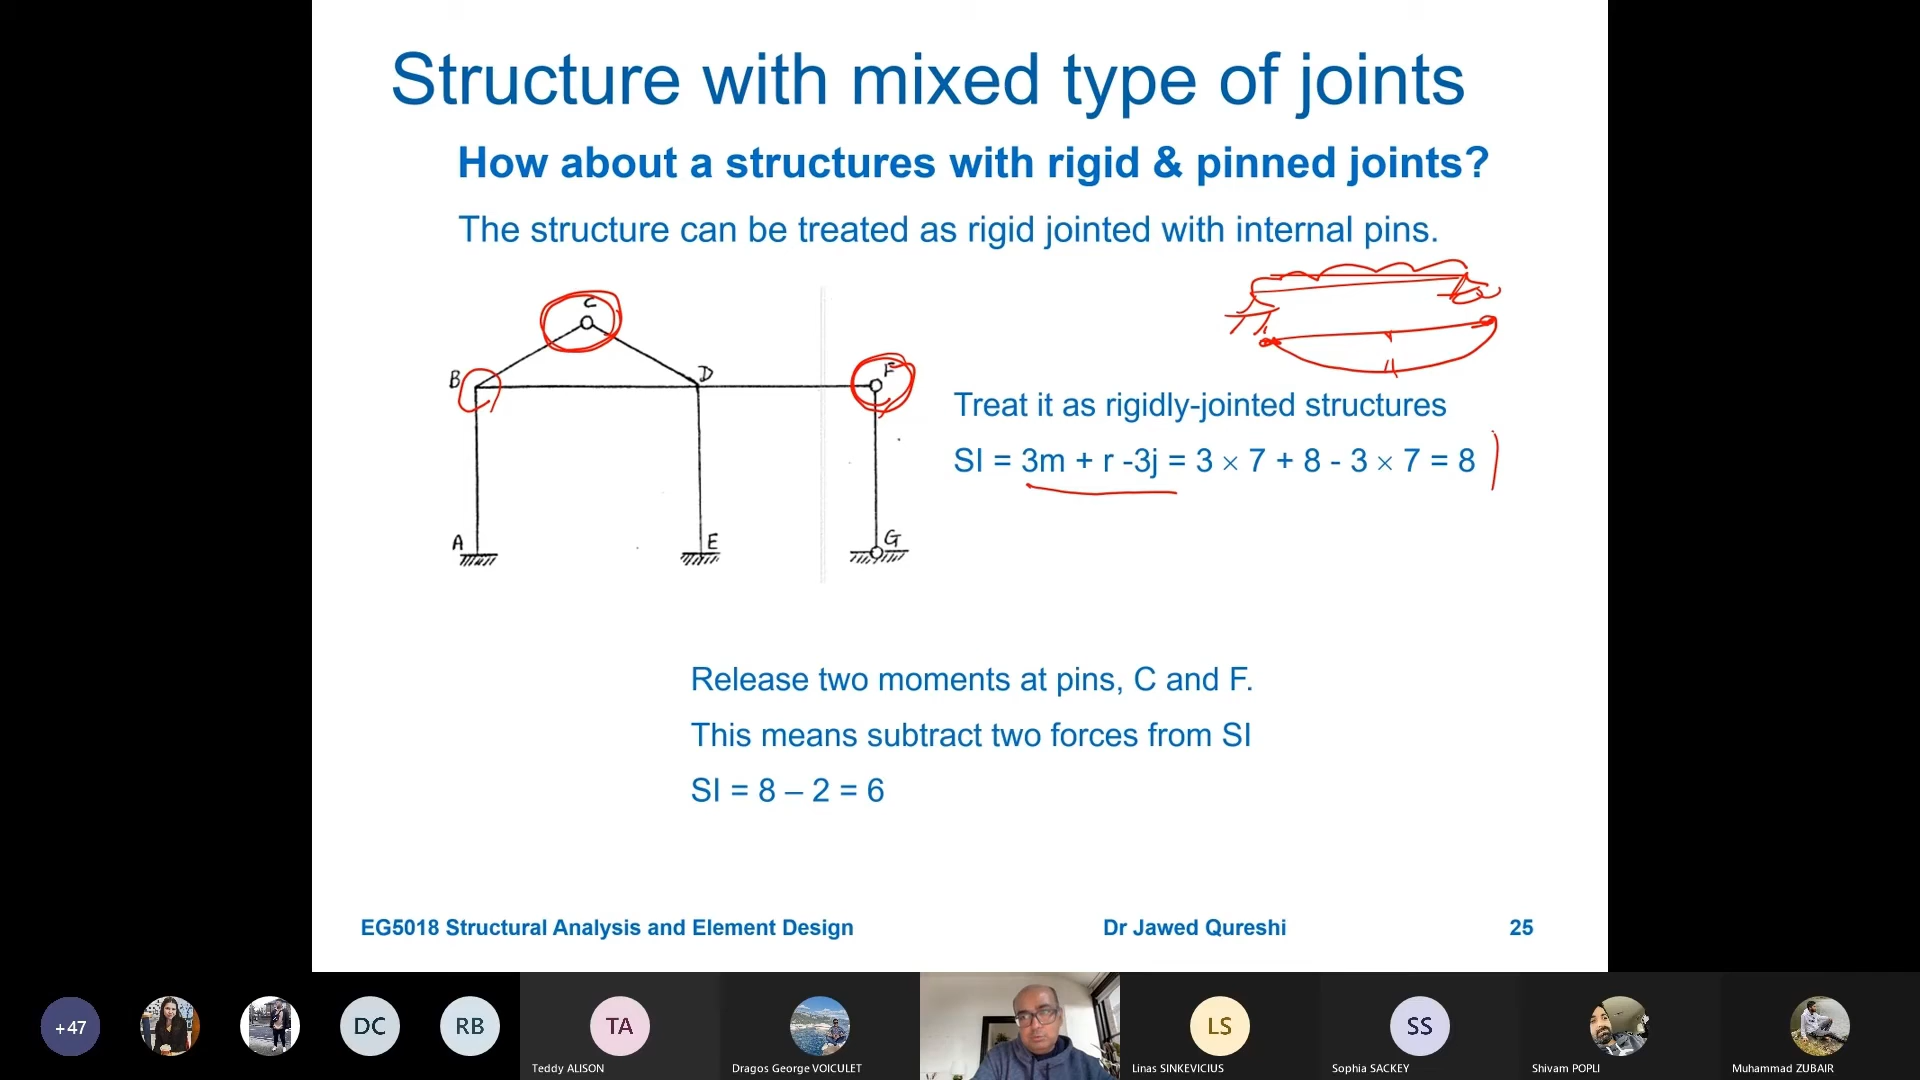 Structure with mixed type of joints
How about a structures with rigid & pinned joints?
The structure can be treated as rigid jointed with internal pins.
C
B
D
F
Treat it as rigidly-jointed structures
SI = 3m + r -3j = 3 × 7 + 8 - 3 × 7 = 8
A
E
G
Release two moments at pins, C and F.
This means subtract two forces from SI
SI = 8 – 2 = 6
EG5018 Structural Analysis and Element Design
Dr Jawed Qureshi
25
+47
DC
RB
TA
LS
SS
Teddy ALISON
Dragos George VOICULET
Linas SINKEVICIUS
Sophia SACKEY
Shivam POPLI
Muhammad ZUBAIR